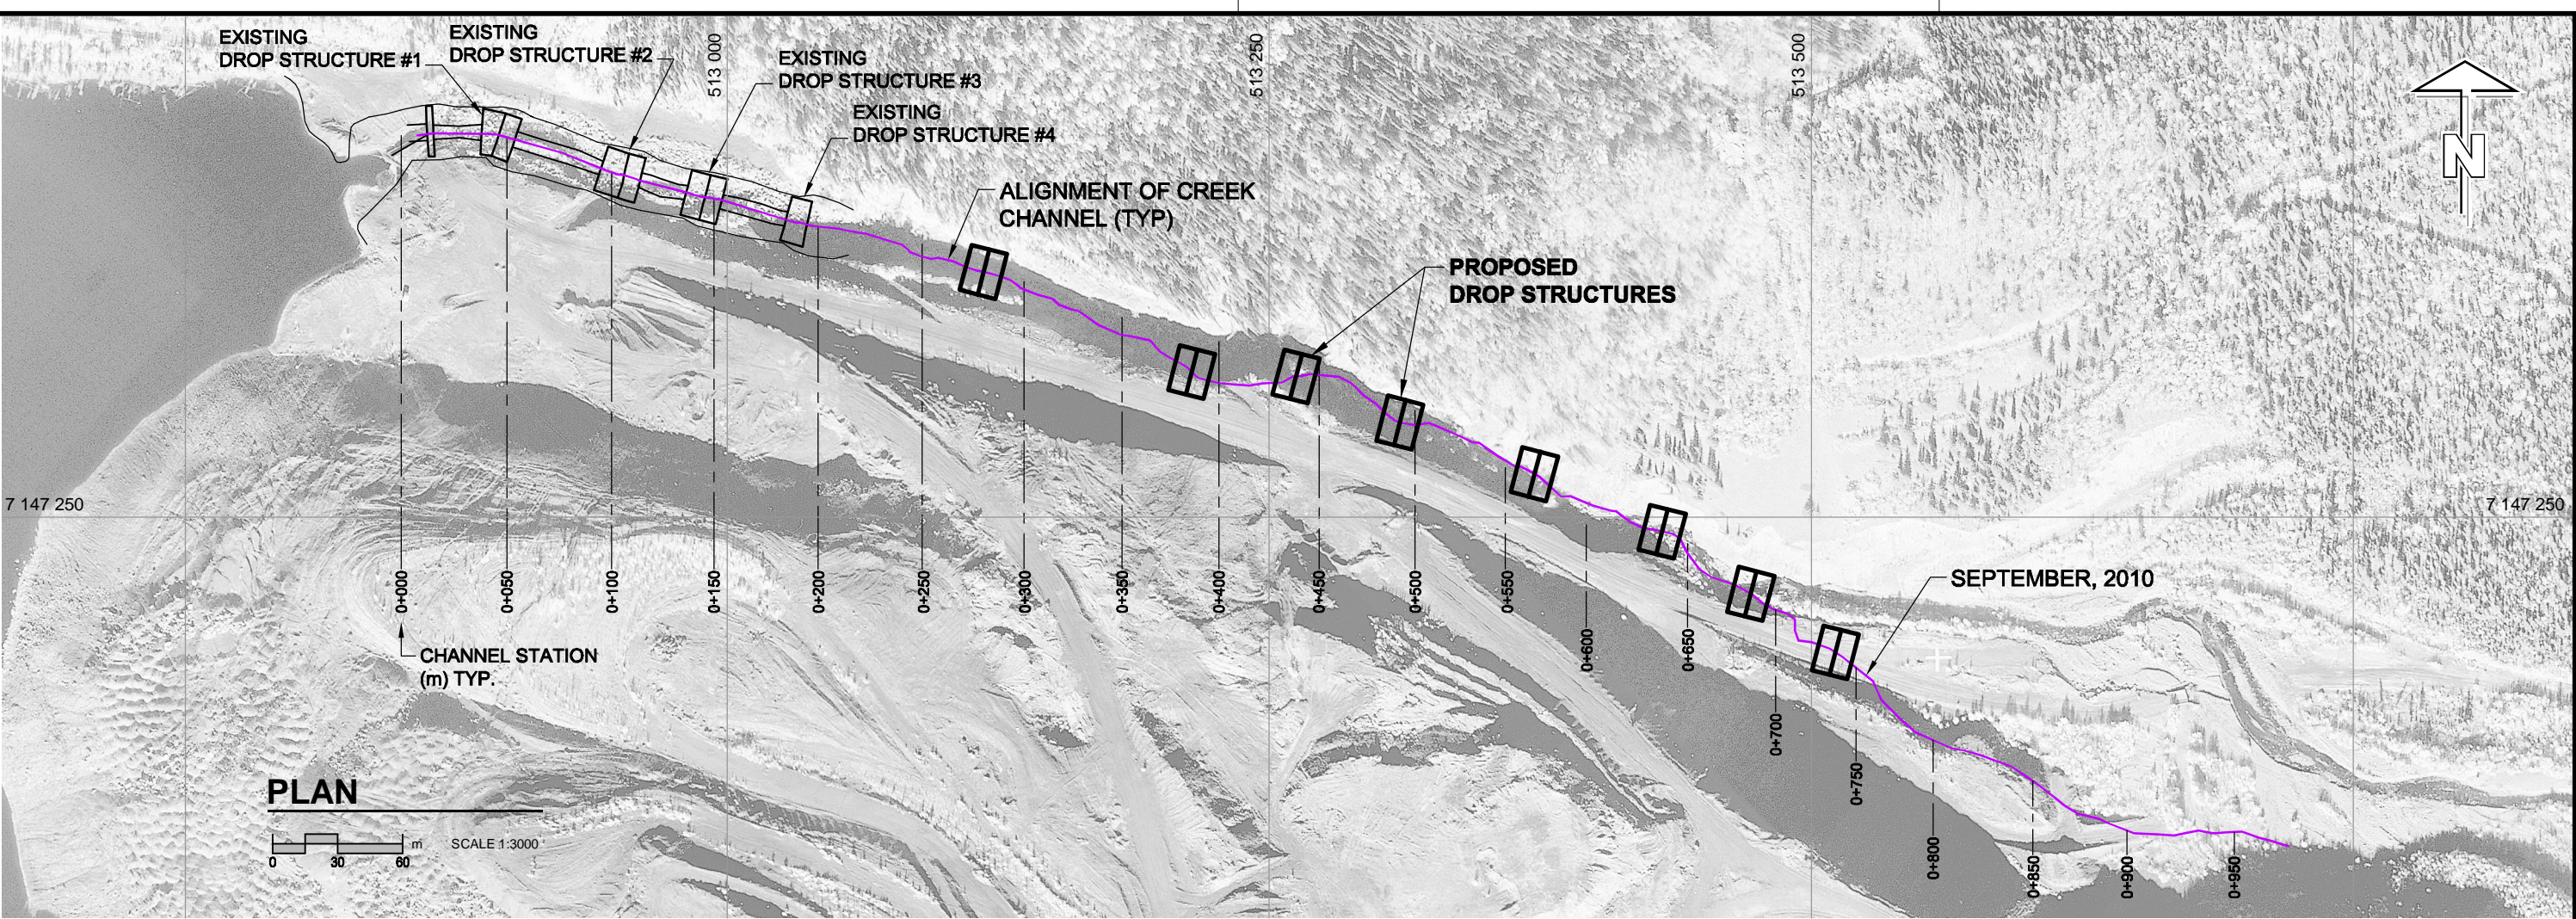 EXISTING
DROP STRUCTURE #1
EXISTING
DROP STRUCTURE #2
513 000
EXISTING
DROP STRUCTURE #3
EXISTING
DROP STRUCTURE #4
513 250
513 500
N
ALIGNMENT OF CREEK
CHANNEL (TYP)
PROPOSED
DROP STRUCTURES
7 147 250
7 147 250
0+000
0+050
0+100
0+150
0+200
0+250
0+300
0+350
0+400
0+450
0+500
0+550
0+600
0+650
0+700
0+750
0+800
0+850
0+900
0+950
SEPTEMBER, 2010
CHANNEL STATION
(m) TYP.
PLAN
m
SCALE 1:3000
0 30 60